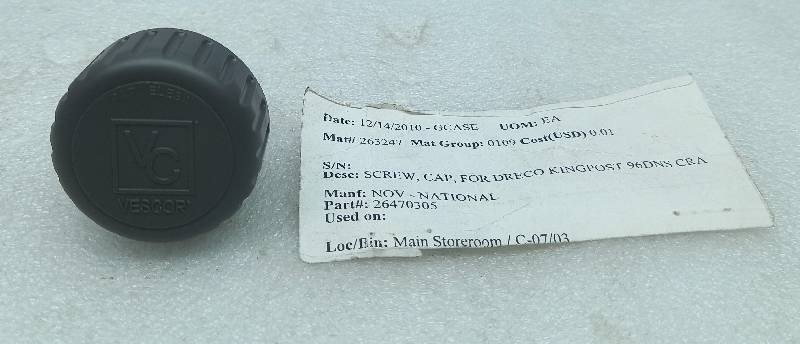 VC
VESCOR
Date: 12/14/2010 - GCASE UOM: EA
Mat# 263247 Mat Group: 0109 Cost(USD) 0.01
S/N:
Desc: SCREW, CAP, FOR DRECO KINGPOST 96DNS CRA
Manf: NOV - NATIONAL
Part#: 26470305
Used on:
Loc/Bin: Main Storeroom / C-07/03